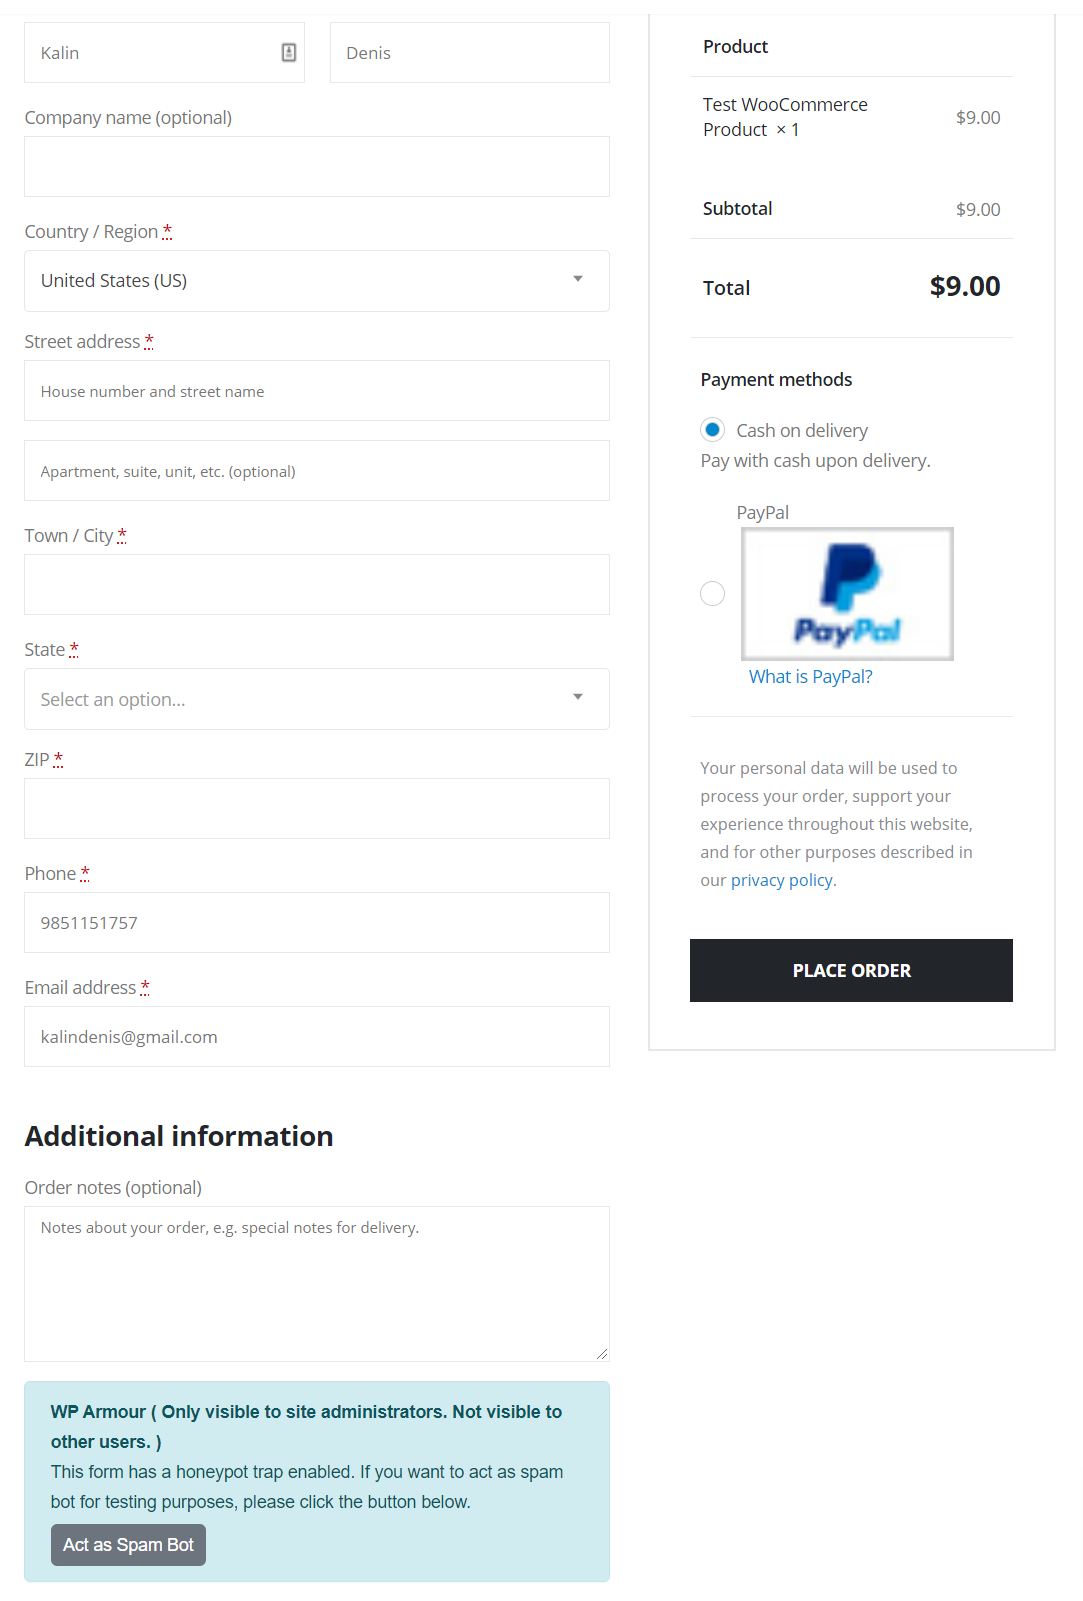 Kalin
Denis
Company name (optional)
Country / Region *
United States (US)
Street address *
House number and street name
Apartment, suite, unit, etc. (optional)
Town / City *
State *
Select an option...
ZIP *
Phone *
9851151757
Email address *
kalindenis@gmail.com
Additional information
Order notes (optional)
Notes about your order, e.g. special notes for delivery.
WP Armour ( Only visible to site administrators. Not visible to
other users. )
This form has a honeypot trap enabled. If you want to act as spam
bot for testing purposes, please click the button below.
Act as Spam Bot
Product
Test WooCommerce
Product × 1
$9.00
Subtotal
$9.00
Total
$9.00
Payment methods
Cash on delivery
Pay with cash upon delivery.
PayPal
PayPal
What is PayPal?
Your personal data will be used to
process your order, support your
experience throughout this website,
and for other purposes described in
our privacy policy.
PLACE ORDER